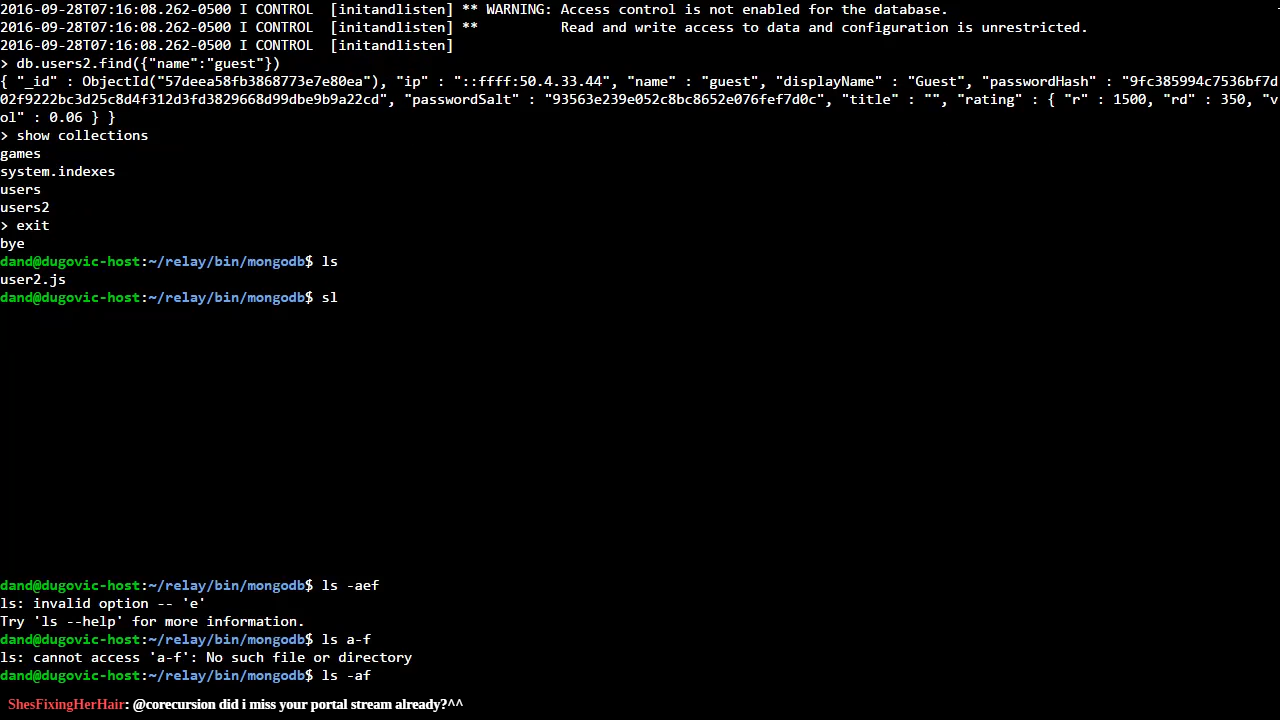 2016-09-28T07:16:08.262-0500 I CONTROL  [initandlisten] ** WARNING: Access control is not enabled for the database.
2016-09-28T07:16:08.262-0500 I CONTROL  [initandlisten] **          Read and write access to data and configuration is unrestricted.
2016-09-28T07:16:08.262-0500 I CONTROL  [initandlisten]
> db.users2.find({"name":"guest"})
{ "_id" : ObjectId("57deea58fb3868773e7e80ea"), "ip" : "::ffff:50.4.33.44", "name" : "guest", "displayName" : "Guest", "passwordHash" : "9fc385994c7536bf7d
02f9222bc3d25c8d4f312d3fd3829668d99dbe9b9a22cd", "passwordSalt" : "93563e239e052c8bc8652e076fef7d0c", "title" : "", "rating" : { "r" : 1500, "rd" : 350, "v
ol" : 0.06 } }
> show collections
games
system.indexes
users
users2
> exit
bye
dand@dugovic-host:~/relay/bin/mongodb$ ls
user2.js
dand@dugovic-host:~/relay/bin/mongodb$ sl
dand@dugovic-host:~/relay/bin/mongodb$ ls -aef
ls: invalid option -- 'e'
Try 'ls --help' for more information.
dand@dugovic-host:~/relay/bin/mongodb$ ls a-f
ls: cannot access 'a-f': No such file or directory
dand@dugovic-host:~/relay/bin/mongodb$ ls -af
ShesFixingHerHair: @corecursion did i miss your portal stream already?^^